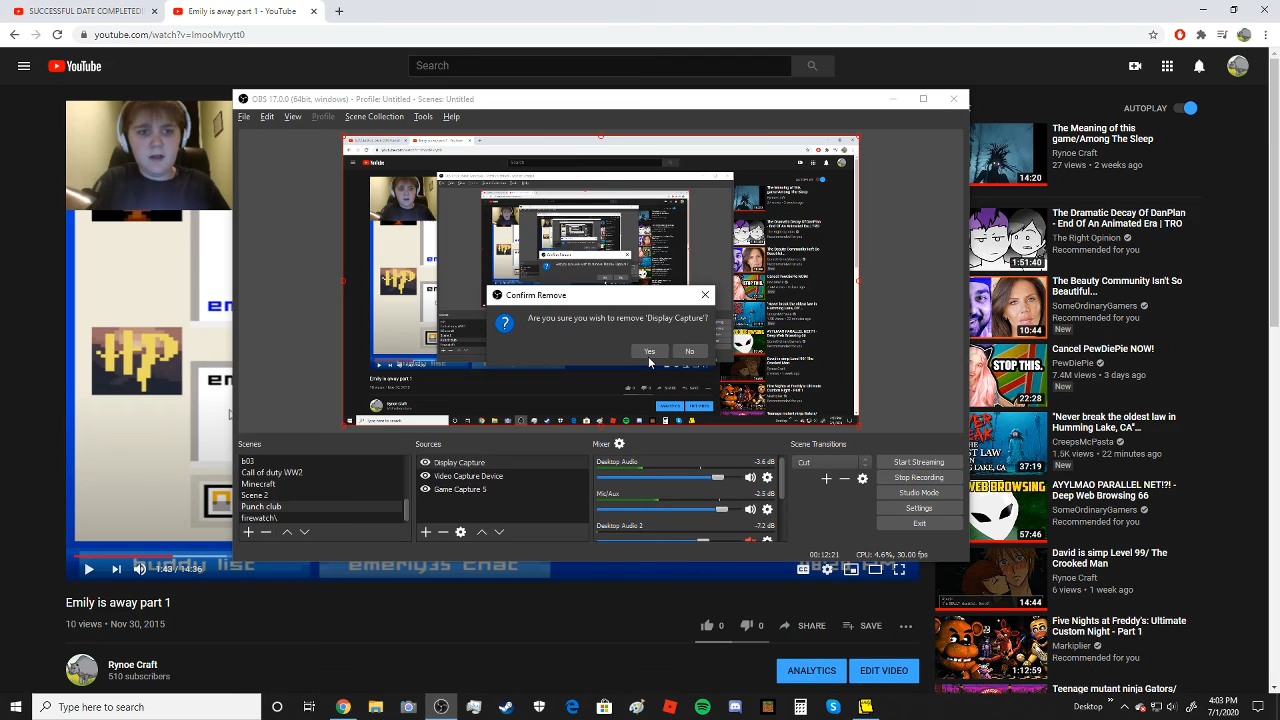 SUCCESSFUL DATE COMPLETED!
Emily is away part 1 - YouTube
youtube.com/watch?v=ImooMvrytt0
YouTube
Search
AUTOPLAY
OBS 17.0.0 (64bit, windows) - Profile: Untitled - Scenes: Untitled
File Edit View Profile Scene Collection Tools Help
Confirm Remove
Are you sure you wish to remove 'Display Capture'?
Yes No
Scenes
b03
Call of duty WW2
Minecraft
Scene 2
Punch club
firewatch\
Sources
Display Capture
Video Capture Device
Game Capture 5
Mixer
Desktop Audio -3.6 dB
Mic/Aux -2.5 dB
Desktop Audio 2 -7.2 dB
Scene Transitions
Cut
Start Streaming
Stop Recording
Studio Mode
Settings
Exit
00:12:21 CPU: 4.6%, 30.00 fps
1:43 / 14:36
buddy list
emerly35 chat
Emily is away part 1
10 views • Nov 30, 2015
0 0 SHARE SAVE
Rynoe Craft
510 subscribers
ANALYTICS EDIT VIDEO
The Meaning of this game/Among The Sleep
Rynoe Craft
27 views • 2 weeks ago
14:20
The Dramatic Decay Of DanPlan - End Of An Animated Era | TRO
The Right Opinion
Recommended for you
1:51:40
The Beauty Community Isn't So Beautiful...
SomeOrdinaryGamers
Recommended for you
New
10:44
Cancel PewDiePie NOW!
PewDiePie
7.4M views • 3 days ago
New
STOP THIS.
22:28
"Never break the oldest law in Humming Lake, CA"...
CreepsMcPasta
1.5K views • 22 hours ago
New
NEVER BREAK
37:19
AYYLMAO PARALLEL NET!! - Deep Web Browsing 66
SomeOrdinaryGamers
Recommended for you
WEB BROWSING
57:46
David is simp Level 99/ The Crooked Man
Rynoe Craft
6 views • 1 week ago
14:44
Five Nights at Freddy's: Ultimate Custom Night - Part 1
Markiplier
Recommended for you
1:12:59
Teenage mutant ninja Gators/
Type here to search
Desktop
4:03 PM
7/1/2020